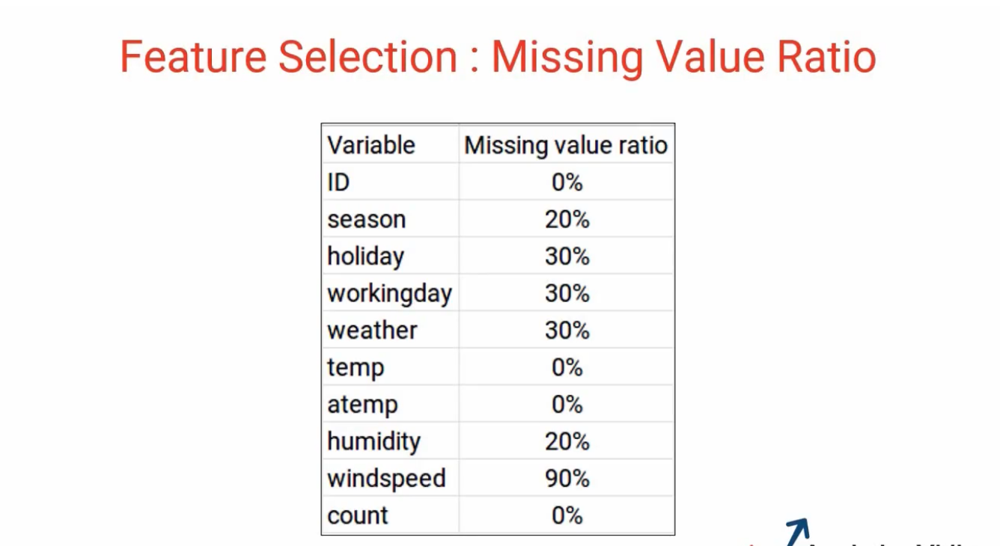 Feature Selection : Missing Value Ratio
Variable Missing value ratio
ID 0%
season 20%
holiday 30%
workingday 30%
weather 30%
temp 0%
atemp 0%
humidity 20%
windspeed 90%
count 0%